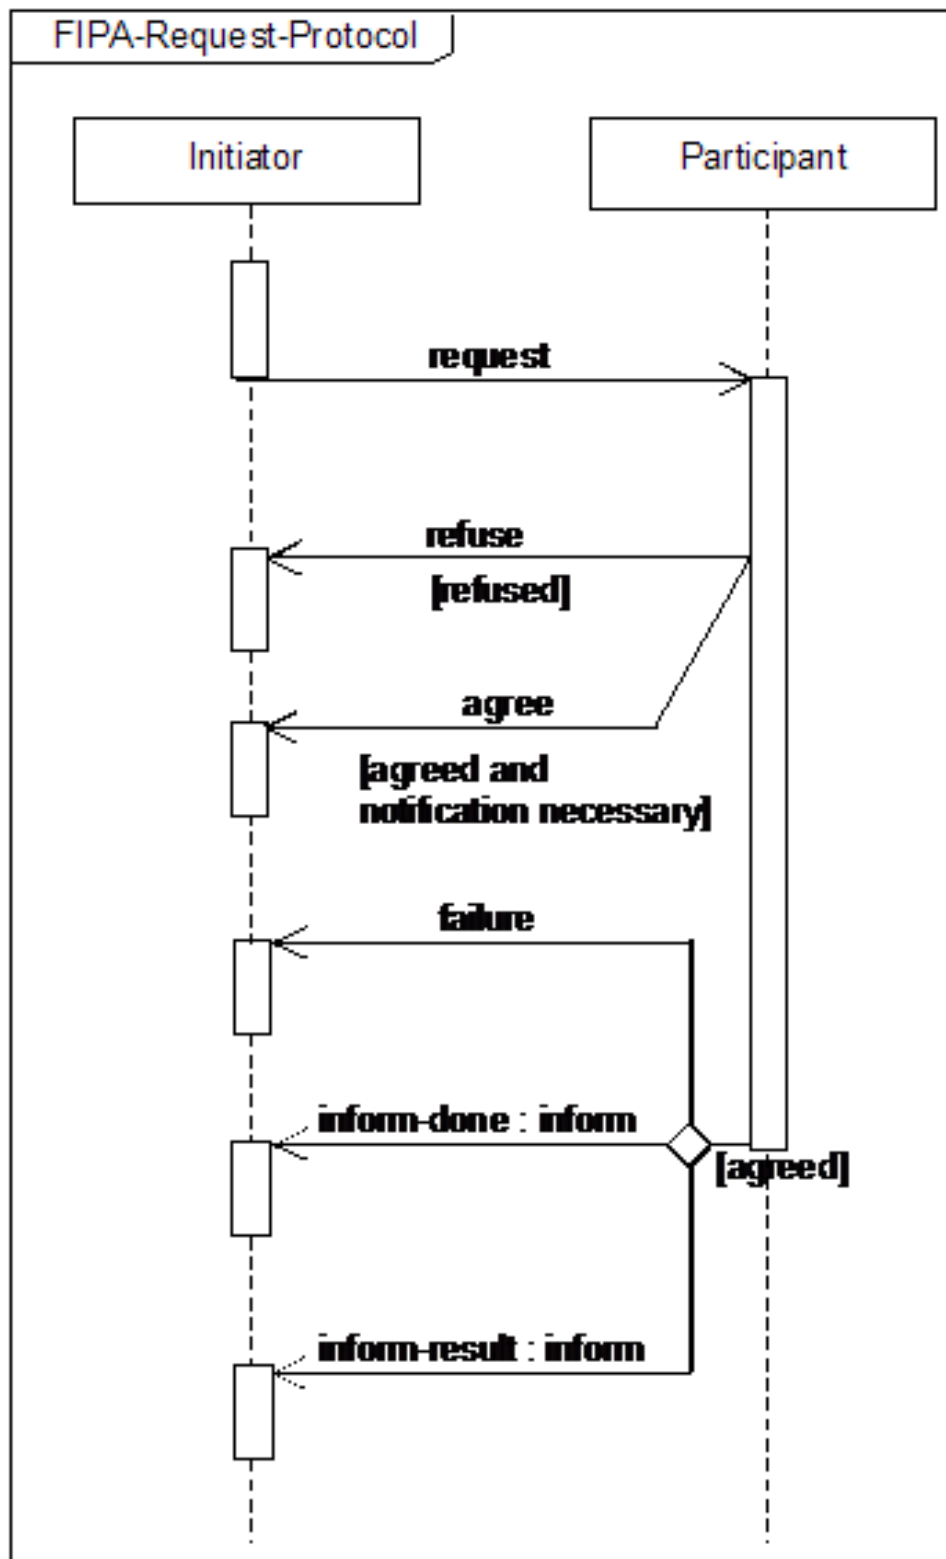 FIPA-Request-Protocol
Initiator
Participant
request
refuse
[refused]
agree
[agreed and
notification necessary]
failure
inform-done : inform
[agreed]
inform-result : inform